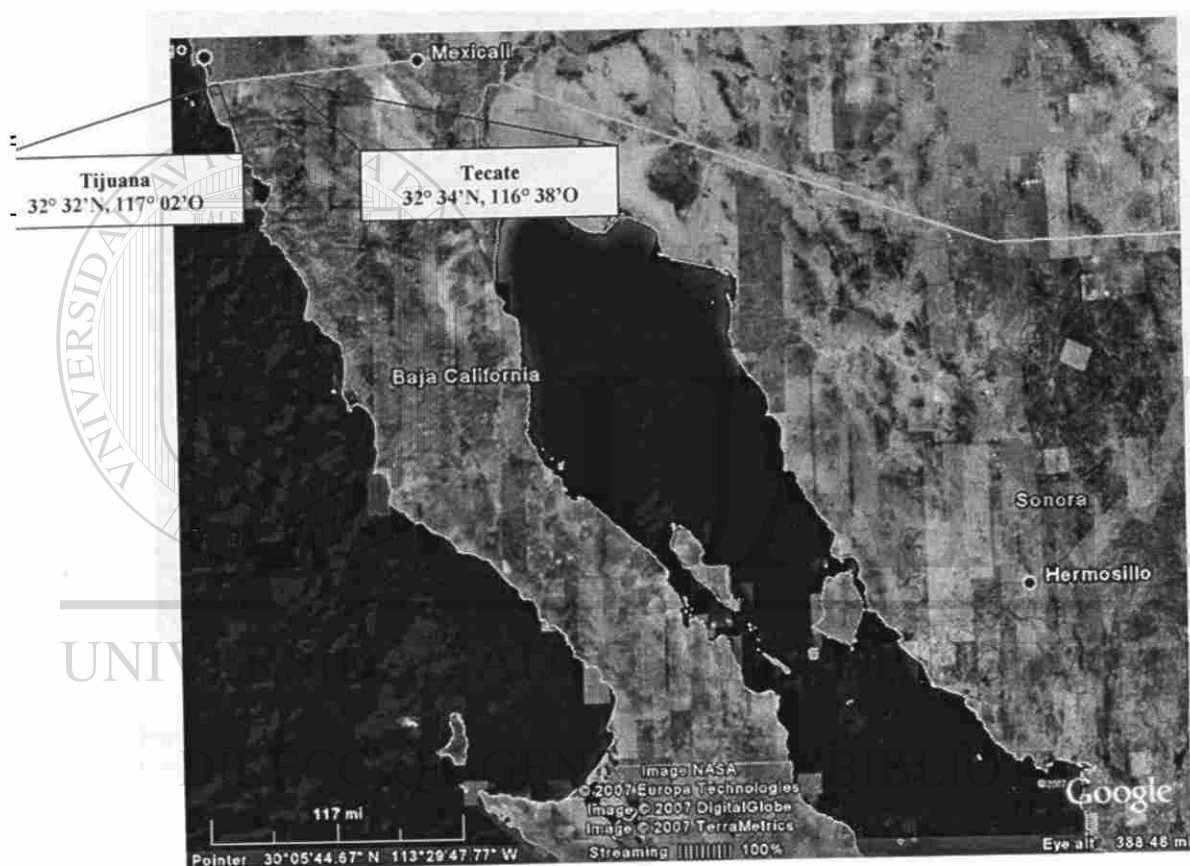 Mexicali
Tijuana
32° 32'N, 117° 02'O
Tecate
32° 34'N, 116° 38'O
Baja California
Sonora
Hermosillo
Image NASA
© 2007 Europa Technologies
Image © 2007 DigitalGlobe
Image © 2007 TerraMetrics
©2007 Google
117 mi
Pointer 30°05'44.67" N 113°29'47.77" W
Streaming 100%
Eye alt 388.48 mi